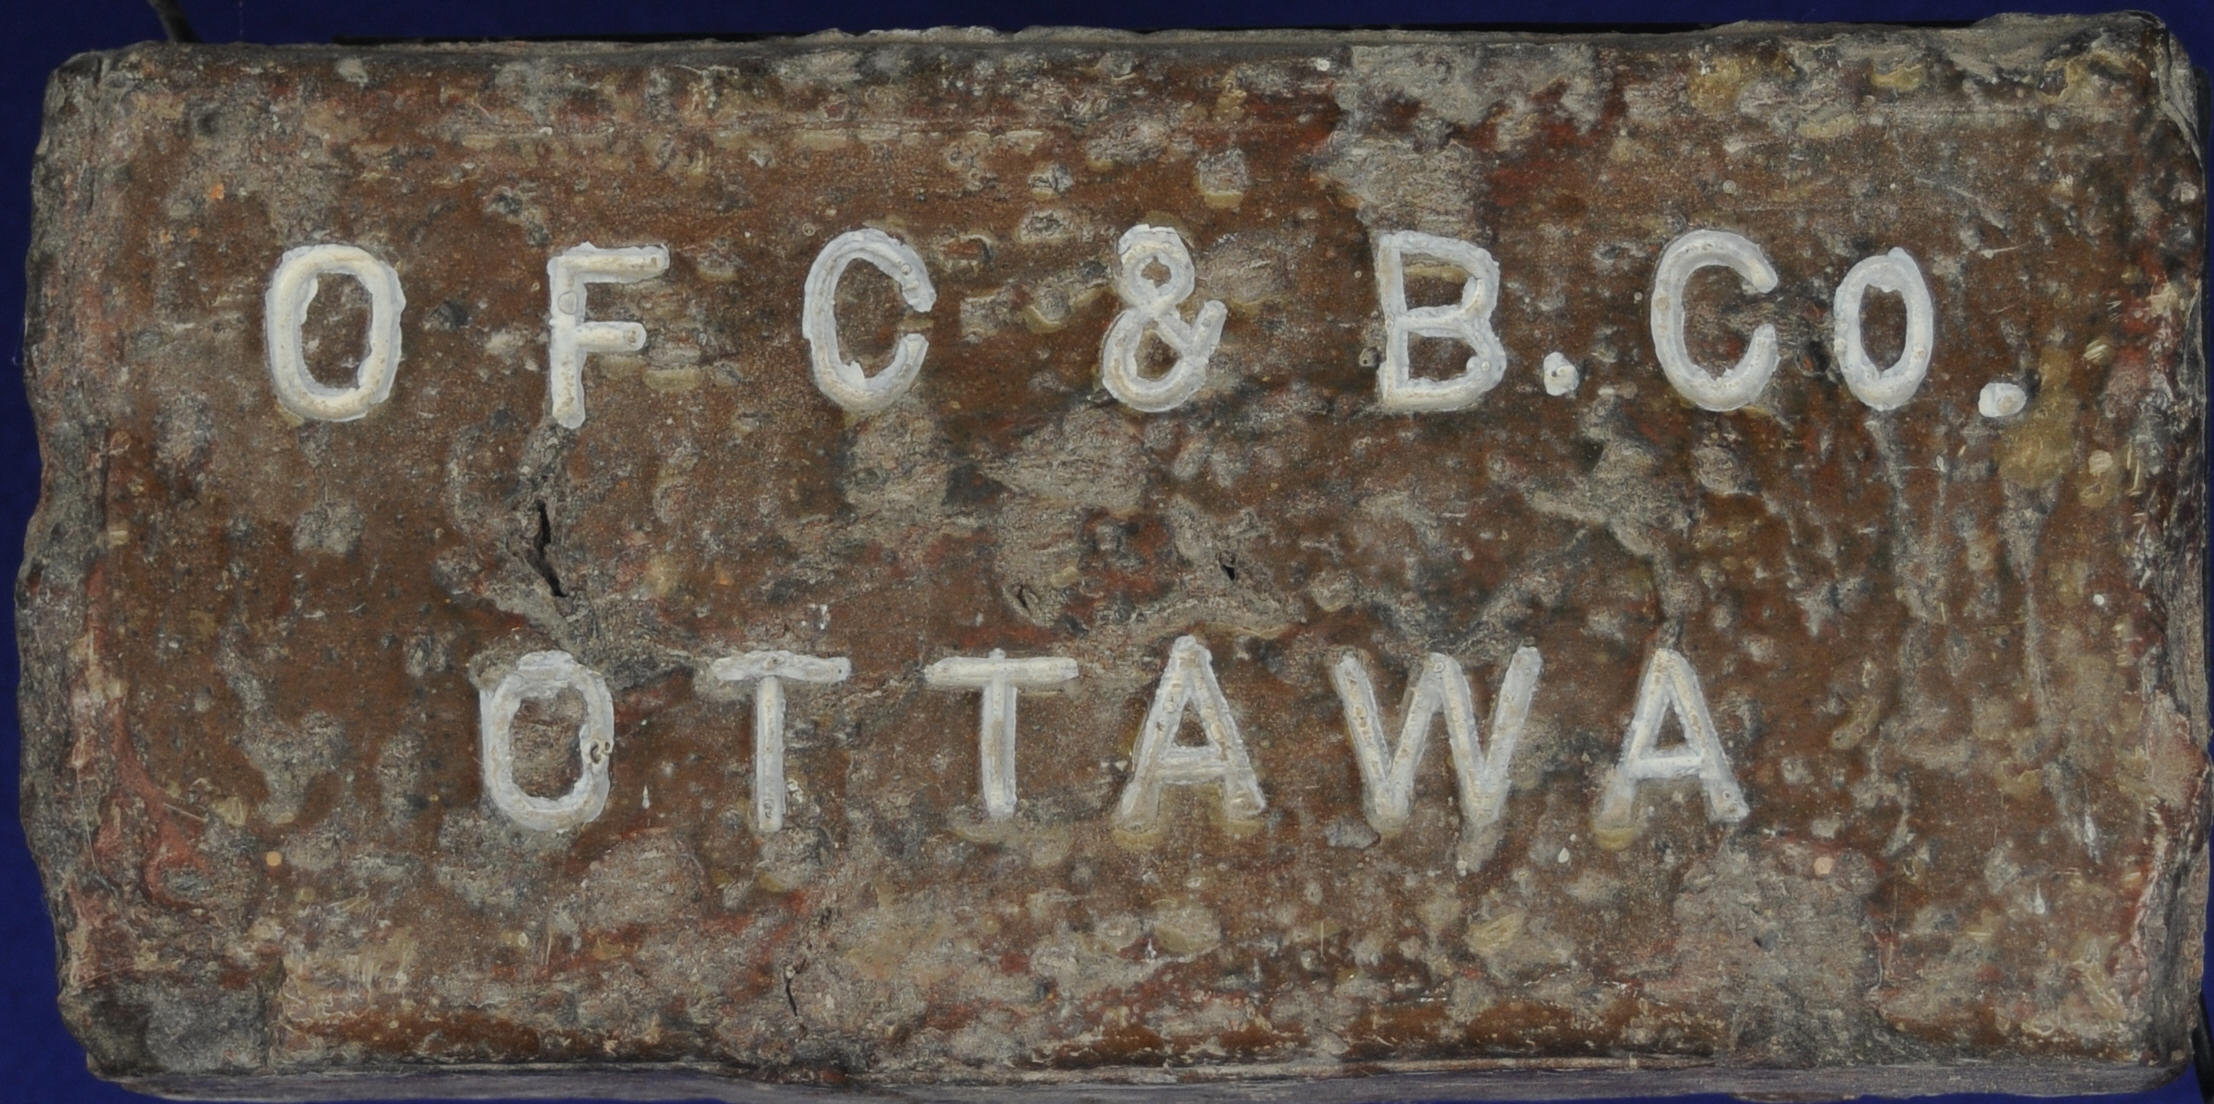 O F C & B. Co.
OTTAWA